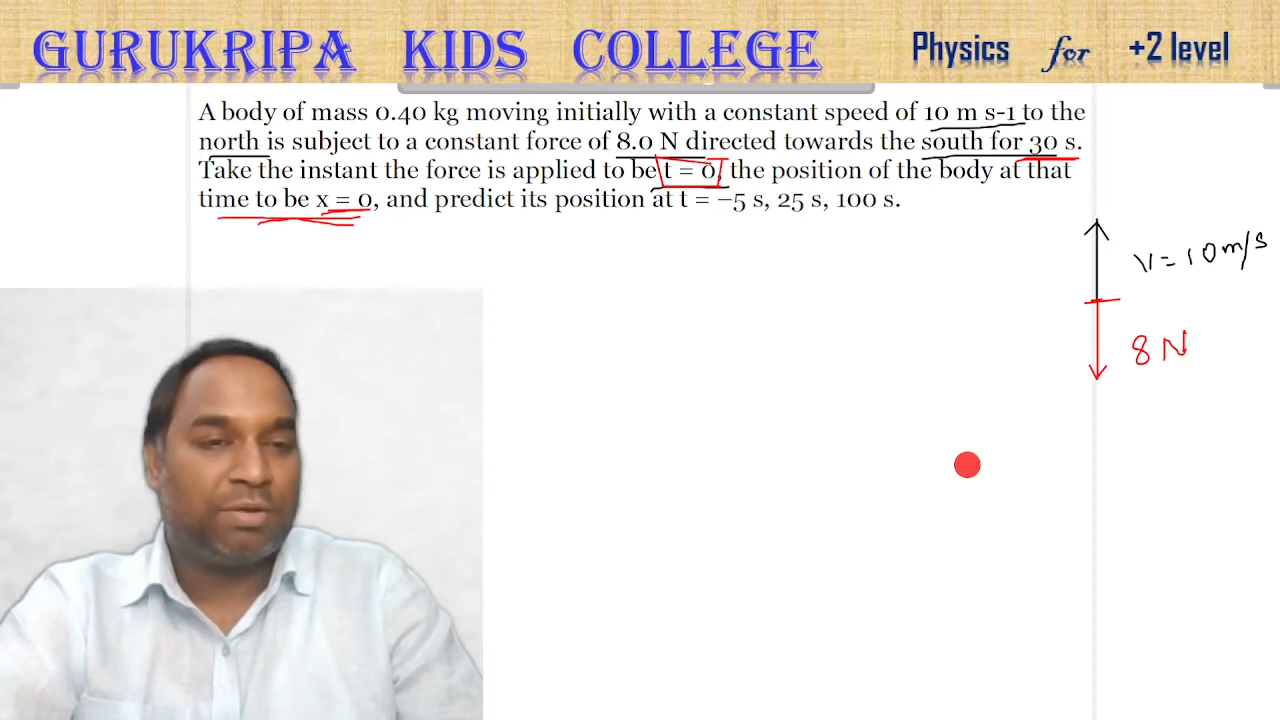 GURUKRIPA KIDS COLLEGE Physics for +2 level
A body of mass 0.40 kg moving initially with a constant speed of 10 m s-1 to the
north is subject to a constant force of 8.0 N directed towards the south for 30 s.
Take the instant the force is applied to be t = 0, the position of the body at that
time to be x = 0, and predict its position at t = −5 s, 25 s, 100 s.
V = 10 m/s
8 N